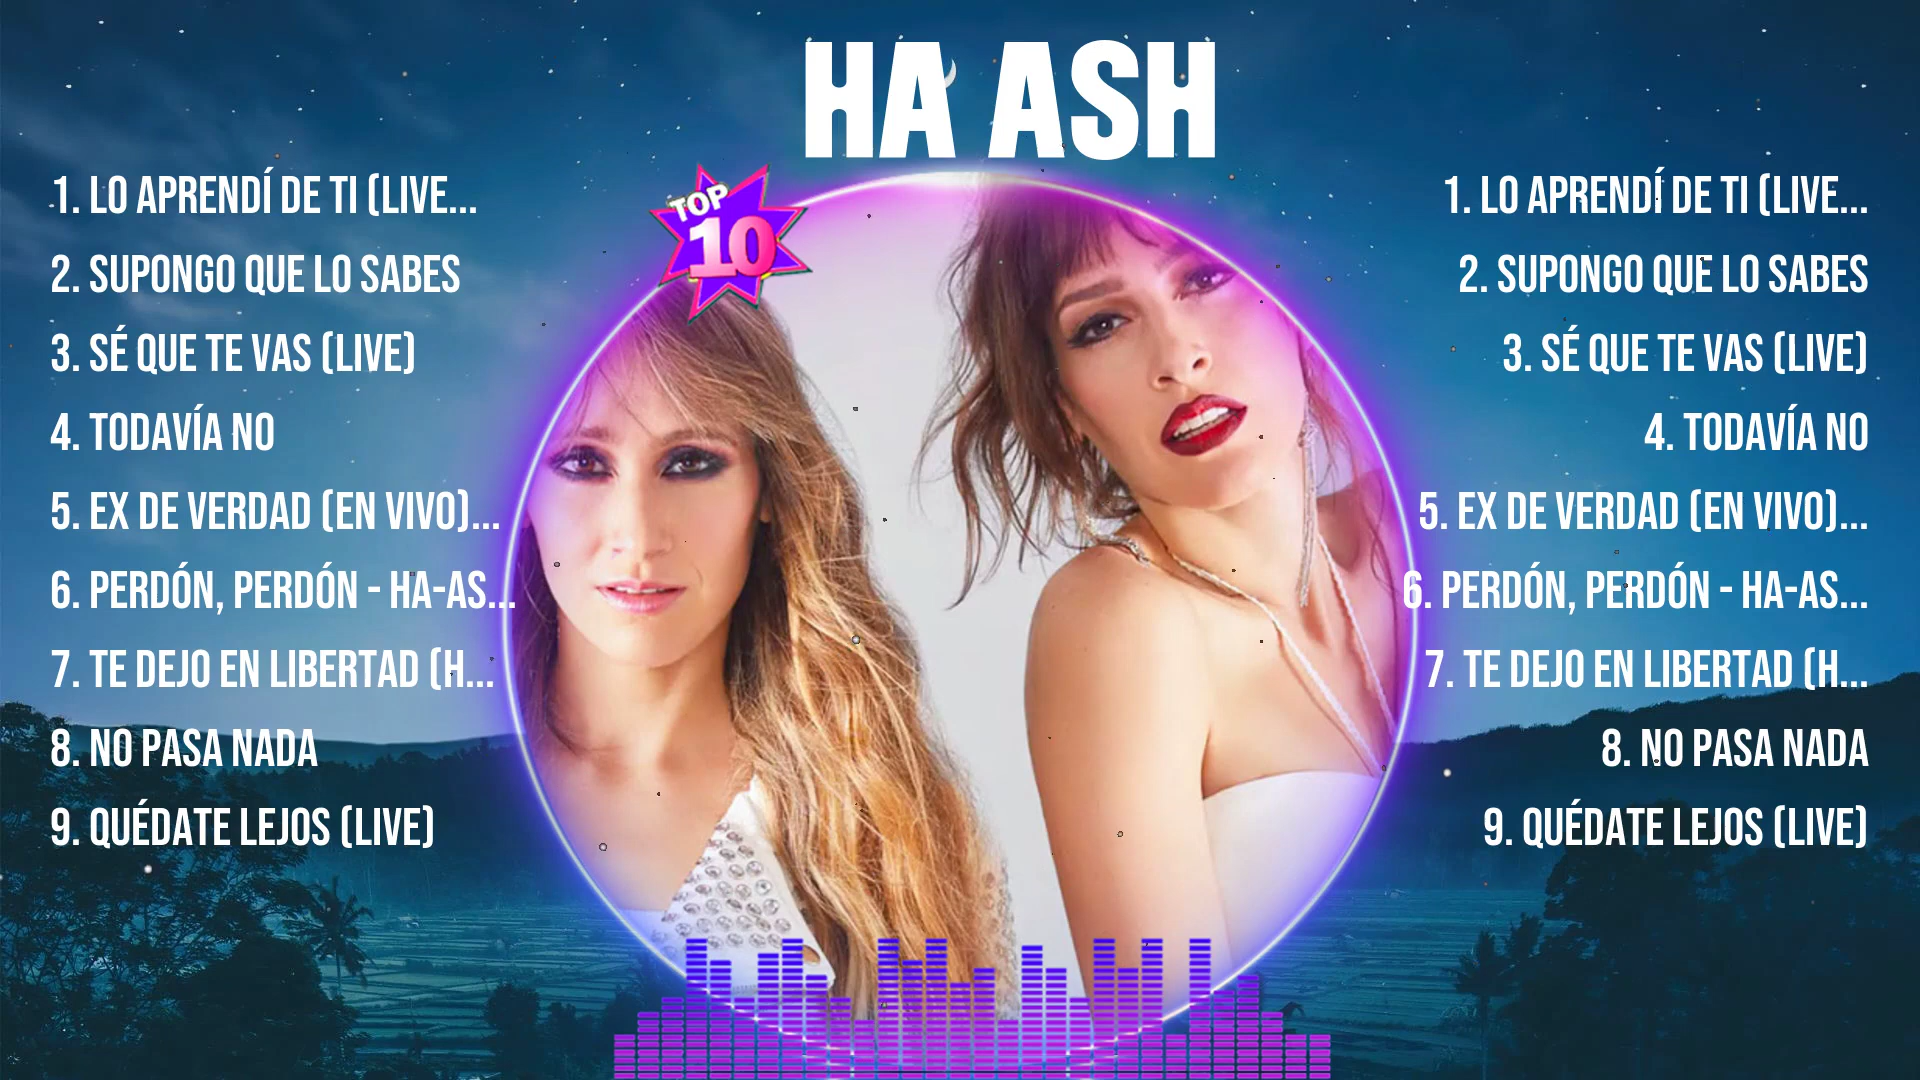 HA ASH
TOP
10
1. LO APRENDÍ DE TI (LIVE...
2. SUPONGO QUE LO SABES
3. SÉ QUE TE VAS (LIVE)
4. TODAVÍA NO
5. EX DE VERDAD (EN VIVO)...
6. PERDÓN, PERDÓN - HA-AS...
7. TE DEJO EN LIBERTAD (H...
8. NO PASA NADA
9. QUÉDATE LEJOS (LIVE)
1. LO APRENDÍ DE TI (LIVE...
2. SUPONGO QUE LO SABES
3. SÉ QUE TE VAS (LIVE)
4. TODAVÍA NO
5. EX DE VERDAD (EN VIVO)...
6. PERDÓN, PERDÓN - HA-AS...
7. TE DEJO EN LIBERTAD (H...
8. NO PASA NADA
9. QUÉDATE LEJOS (LIVE)